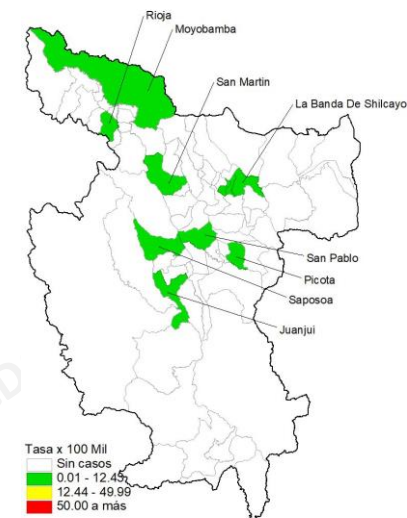 Rioja
Moyobamba
San Martin
La Banda De Shilcayo
San Pablo
Picota
Saposoa
Juanjui
Tasa x 100 Mil
Sin casos
0.01 - 12.43
12.44 - 49.99
50.00 a más